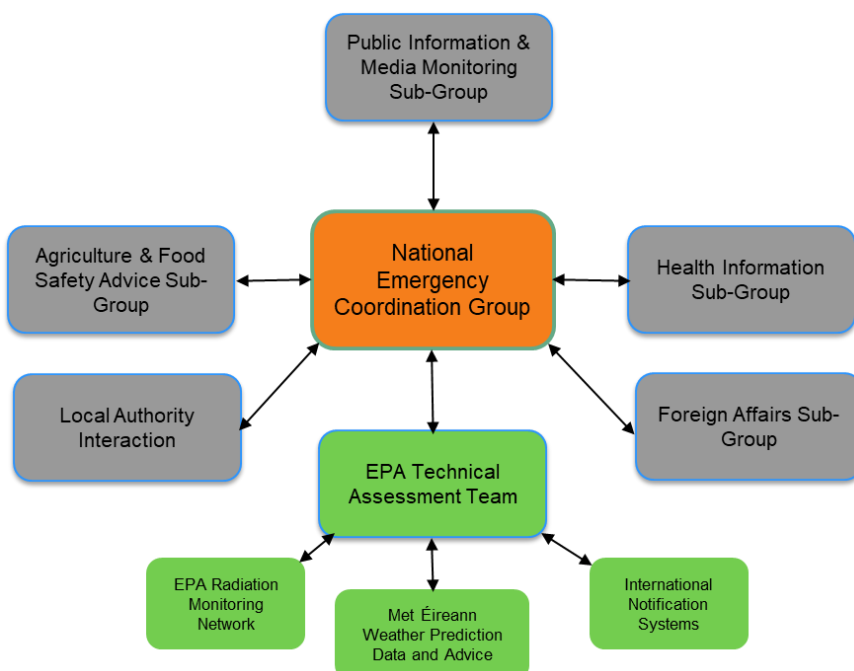 Public Information &
Media Monitoring
Sub-Group
Agriculture & Food
Safety Advice Sub-
Group
National
Emergency
Coordination Group
Health Information
Sub-Group
Local Authority
Interaction
Foreign Affairs Sub-
Group
EPA Technical
Assessment Team
EPA Radiation
Monitoring
Network
Met Éireann
Weather Prediction
Data and Advice
International
Notification
Systems